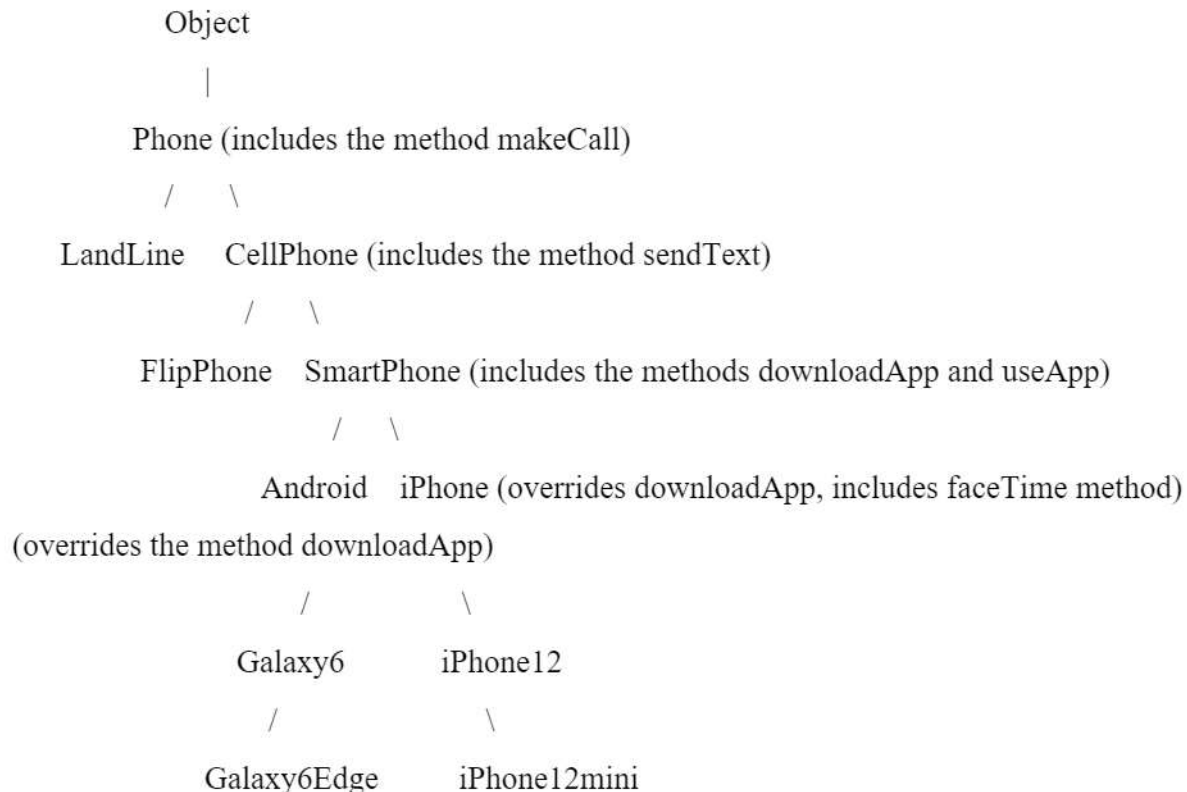 Object
|
Phone (includes the method makeCall)
/ \
LandLine CellPhone (includes the method sendText)
/ \
FlipPhone SmartPhone (includes the methods downloadApp and useApp)
/ \
Android iPhone (overrides downloadApp, includes faceTime method)
(overrides the method downloadApp)
/ \
Galaxy6 iPhone12
/ \
Galaxy6Edge iPhone12mini